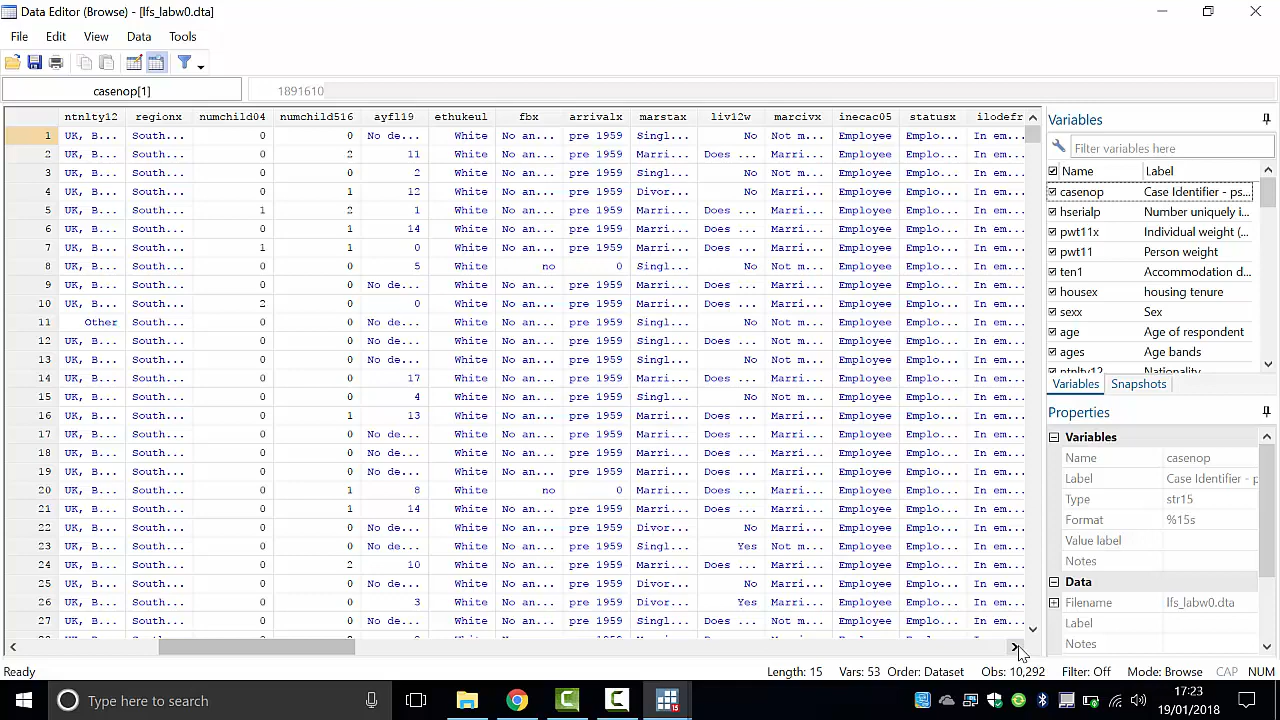 Data Editor (Browse) - [lfs_labw0.dta]
File Edit View Data Tools
casenop[1] 1891610
ntnlty12 regionx numchild04 numchild516 ayfl19 ethukeul fbx arrivalx marstax liv12w marcivx inecac05 statusx ilodefr
1 UK, B... South... 0 0 No de... White No an... pre 1959 Singl... No Not m... Employee Emplo... In em...
2 UK, B... South... 0 2 11 White No an... pre 1959 Marri... Does ... Marri... Employee Emplo... In em...
3 UK, B... South... 0 0 2 White No an... pre 1959 Singl... No Not m... Employee Emplo... In em...
4 UK, B... South... 0 1 12 White No an... pre 1959 Divor... No Marri... Employee Emplo... In em...
5 UK, B... South... 1 2 1 White No an... pre 1959 Marri... Does ... Marri... Employee Emplo... In em...
6 UK, B... South... 0 1 14 White No an... pre 1959 Marri... Does ... Marri... Employee Emplo... In em...
7 UK, B... South... 1 1 0 White No an... pre 1959 Marri... Does ... Marri... Employee Emplo... In em...
8 UK, B... South... 0 0 5 White no 0 Singl... No Not m... Employee Emplo... In em...
9 UK, B... South... 0 0 No de... White No an... pre 1959 Singl... No Not m... Employee Emplo... In em...
10 UK, B... South... 2 0 0 White No an... pre 1959 Marri... Does ... Marri... Employee Emplo... In em...
11 Other South... 0 0 No de... White No an... pre 1959 Singl... No Not m... Employee Emplo... In em...
12 UK, B... South... 0 0 No de... White No an... pre 1959 Marri... Does ... Marri... Employee Emplo... In em...
13 UK, B... South... 0 0 No de... White No an... pre 1959 Singl... No Not m... Employee Emplo... In em...
14 UK, B... South... 0 0 17 White No an... pre 1959 Marri... Does ... Marri... Employee Emplo... In em...
15 UK, B... South... 0 0 4 White No an... pre 1959 Singl... No Not m... Employee Emplo... In em...
16 UK, B... South... 0 1 13 White No an... pre 1959 Marri... Does ... Marri... Employee Emplo... In em...
17 UK, B... South... 0 0 No de... White No an... pre 1959 Marri... Does ... Marri... Employee Emplo... In em...
18 UK, B... South... 0 0 No de... White No an... pre 1959 Marri... Does ... Marri... Employee Emplo... In em...
19 UK, B... South... 0 0 No de... White No an... pre 1959 Marri... Does ... Marri... Employee Emplo... In em...
20 UK, B... South... 0 1 8 White no 0 Marri... Does ... Marri... Employee Emplo... In em...
21 UK, B... South... 0 1 14 White No an... pre 1959 Marri... Does ... Marri... Employee Emplo... In em...
22 UK, B... South... 0 0 No de... White No an... pre 1959 Divor... No Marri... Employee Emplo... In em...
23 UK, B... South... 0 0 No de... White No an... pre 1959 Singl... Yes Not m... Employee Emplo... In em...
24 UK, B... South... 0 2 10 White No an... pre 1959 Marri... Does ... Marri... Employee Emplo... In em...
25 UK, B... South... 0 0 No de... White No an... pre 1959 Divor... No Marri... Employee Emplo... In em...
26 UK, B... South... 0 0 3 White No an... pre 1959 Divor... Yes Marri... Employee Emplo... In em...
27 UK, B... South... 0 0 No de... White No an... pre 1959 Singl... No Not m... Employee Emplo... In em...
Variables
Filter variables here
Name Label
casenop Case Identifier - ps...
hserialp Number uniquely i...
pwt11x Individual weight (...
pwt11 Person weight
ten1 Accommodation d...
housex housing tenure
sexx Sex
age Age of respondent
ages Age bands
ntnlty12 Nationality
Variables Snapshots
Properties
Variables
Name casenop
Label Case Identifier - p
Type str15
Format %15s
Value label
Notes
Data
Filename lfs_labw0.dta
Label
Notes
Ready Length: 15 Vars: 53 Order: Dataset Obs: 10,292 Filter: Off Mode: Browse CAP NUM
Type here to search
15
17:23
19/01/2018